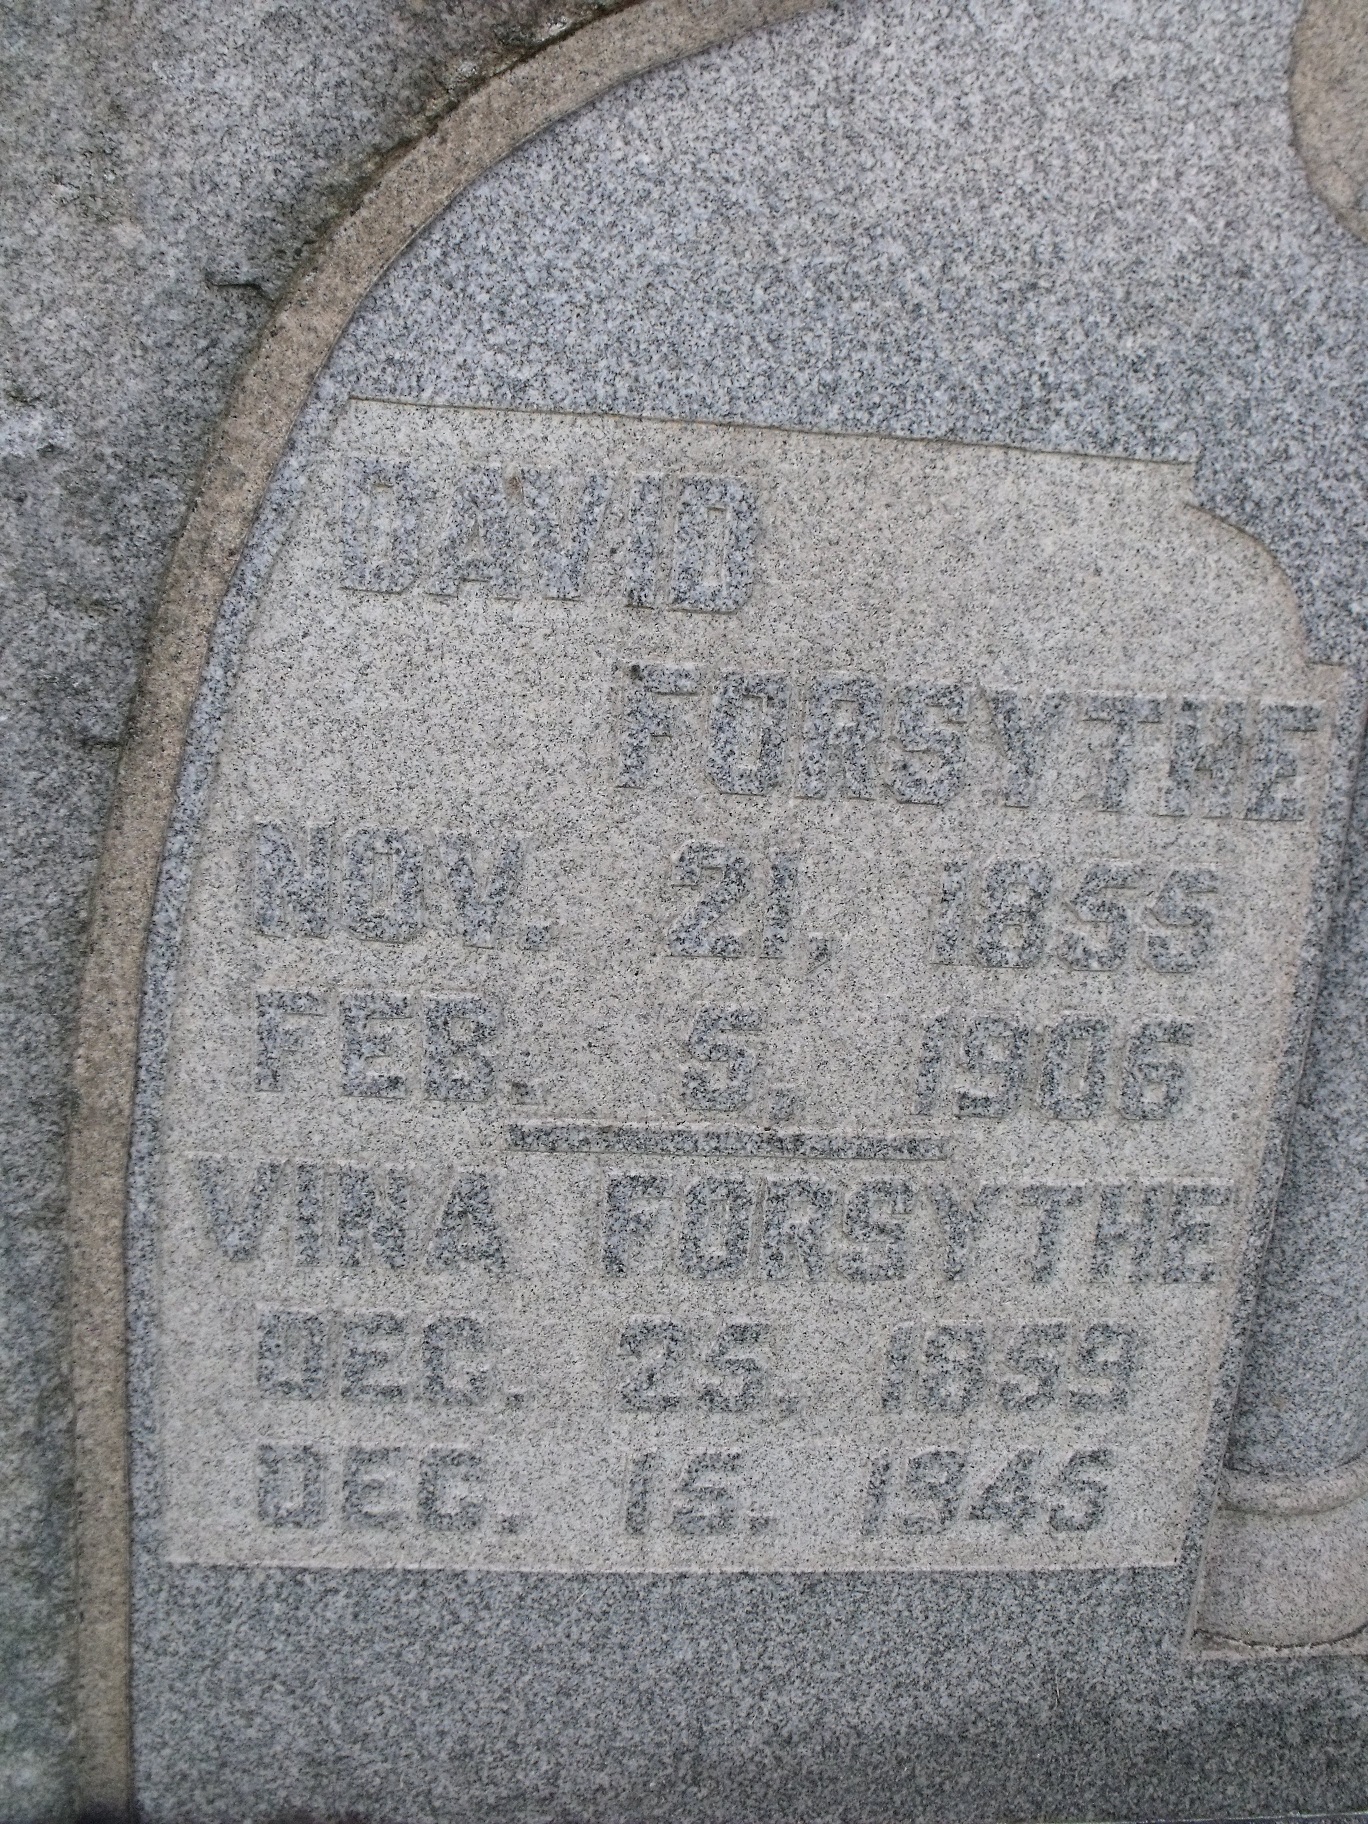 DAVID
FORSYTHE
NOV. 21, 1855
FEB. 5, 1906
VINA FORSYTHE
DEC. 25, 1859
DEC. 15. 1945